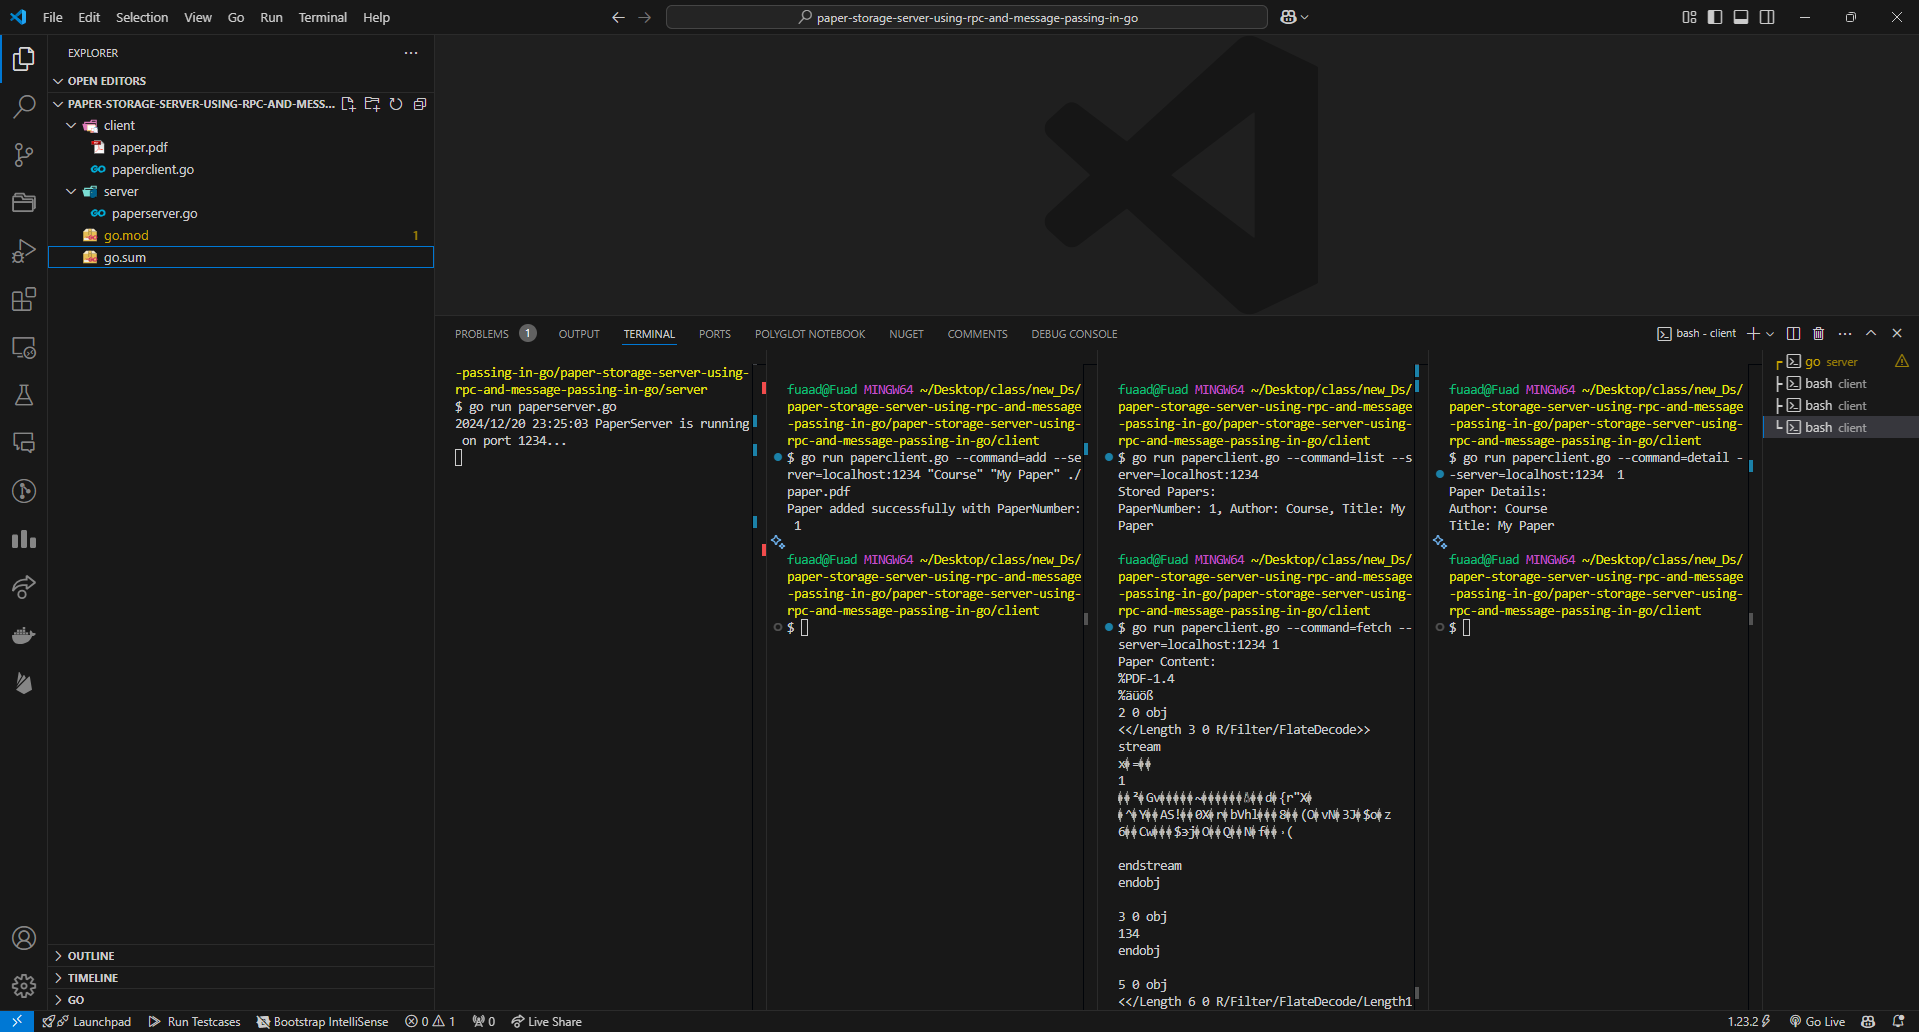 File Edit Selection View Go Run Terminal Help
paper-storage-server-using-rpc-and-message-passing-in-go
EXPLORER
OPEN EDITORS
PAPER-STORAGE-SERVER-USING-RPC-AND-MESS...
client
paper.pdf
paperclient.go
server
paperserver.go
go.mod 1
go.sum
OUTLINE
TIMELINE
GO
PROBLEMS 1 OUTPUT TERMINAL PORTS POLYGLOT NOTEBOOK NUGET COMMENTS DEBUG CONSOLE
bash - client
-passing-in-go/paper-storage-server-using-
rpc-and-message-passing-in-go/server
$ go run paperserver.go
2024/12/20 23:25:03 PaperServer is running
on port 1234...
fuaad@Fuad MINGW64 ~/Desktop/class/new_Ds/
paper-storage-server-using-rpc-and-message
-passing-in-go/paper-storage-server-using-
rpc-and-message-passing-in-go/client
$ go run paperclient.go --command=add --se
rver=localhost:1234 "Course" "My Paper" ./
paper.pdf
Paper added successfully with PaperNumber:
1
fuaad@Fuad MINGW64 ~/Desktop/class/new_Ds/
paper-storage-server-using-rpc-and-message
-passing-in-go/paper-storage-server-using-
rpc-and-message-passing-in-go/client
$
fuaad@Fuad MINGW64 ~/Desktop/class/new_Ds/
paper-storage-server-using-rpc-and-message
-passing-in-go/paper-storage-server-using-
rpc-and-message-passing-in-go/client
$ go run paperclient.go --command=list --s
erver=localhost:1234
Stored Papers:
PaperNumber: 1, Author: Course, Title: My
Paper
fuaad@Fuad MINGW64 ~/Desktop/class/new_Ds/
paper-storage-server-using-rpc-and-message
-passing-in-go/paper-storage-server-using-
rpc-and-message-passing-in-go/client
$ go run paperclient.go --command=fetch --
server=localhost:1234 1
Paper Content:
%PDF-1.4
%äüöß
2 0 obj
<</Length 3 0 R/Filter/FlateDecode>>
stream
1
endstream
endobj
3 0 obj
134
endobj
5 0 obj
<</Length 6 0 R/Filter/FlateDecode/Length1
fuaad@Fuad MINGW64 ~/Desktop/class/new_Ds/
paper-storage-server-using-rpc-and-message
-passing-in-go/paper-storage-server-using-
rpc-and-message-passing-in-go/client
$ go run paperclient.go --command=detail -
-server=localhost:1234  1
Paper Details:
Author: Course
Title: My Paper
fuaad@Fuad MINGW64 ~/Desktop/class/new_Ds/
paper-storage-server-using-rpc-and-message
-passing-in-go/paper-storage-server-using-
rpc-and-message-passing-in-go/client
$
go server
bash client
bash client
bash client
Launchpad Run Testcases Bootstrap IntelliSense 0 1 0 Live Share 1.23.2 Go Live